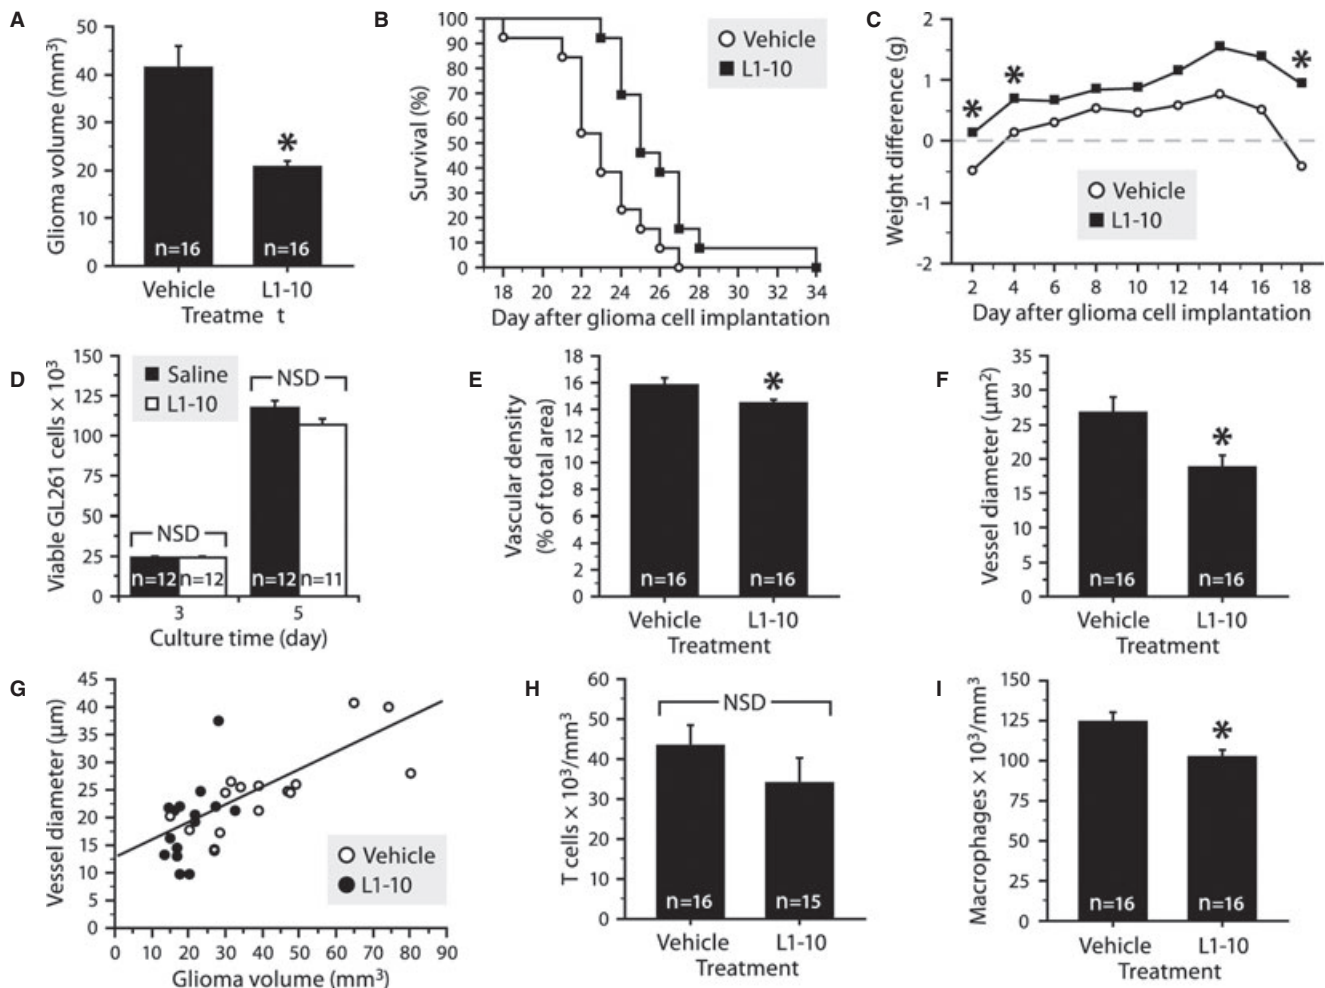 A
Glioma volume (mm³)
50
40
30
20
10
0
*
n=16
n=16
Vehicle
L1-10
Treatme t
B
Survival (%)
100
90
80
70
60
50
40
30
20
10
0
Vehicle
L1-10
18 20 22 24 26 28 30 32 34
Day after glioma cell implantation
C
Weight difference (g)
2
1
0
-1
-2
* * *
Vehicle
L1-10
2 4 6 8 10 12 14 16 18
Day after glioma cell implantation
D
Viable GL261 cells × 10³
150
125
100
75
50
25
0
Saline
L1-10
NSD
NSD
n=12
n=12
n=12
n=11
3 5
Culture time (day)
E
Vascular density
(% of total area)
18
16
14
12
10
8
6
4
2
0
*
n=16
n=16
Vehicle
L1-10
Treatment
F
Vessel diameter (µm²)
35
30
25
20
15
10
5
0
*
n=16
n=16
Vehicle
L1-10
Treatment
G
Vessel diameter (µm)
45
40
35
30
25
20
15
10
5
0
Vehicle
L1-10
0 10 20 30 40 50 60 70 80 90
Glioma volume (mm³)
H
T cells × 10³/mm³
60
50
40
30
20
10
0
NSD
n=16
n=15
Vehicle
L1-10
Treatment
I
Macrophages × 10³/mm³
150
125
100
75
50
25
0
*
n=16
n=16
Vehicle
L1-10
Treatment